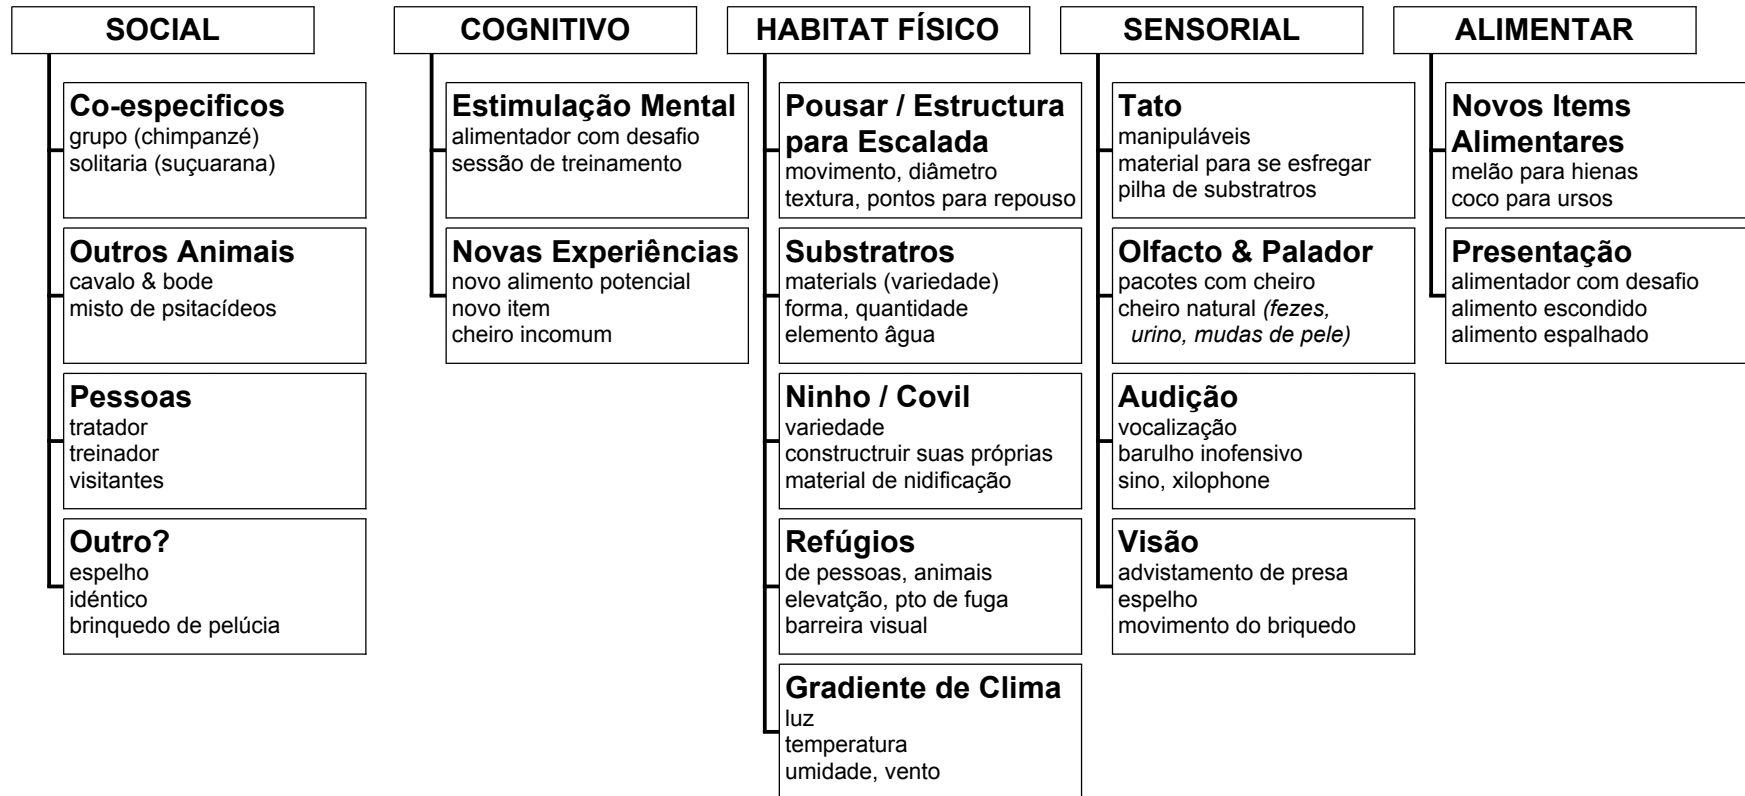 SOCIAL
Co-especificos
grupo (chimpanzé)
solitaria (suçuarana)
Outros Animais
cavalo & bode
misto de psitacídeos
Pessoas
tratador
treinador
visitantes
Outro?
espelho
idéntico
brinquedo de pelúcia
COGNITIVO
Estimulação Mental
alimentador com desafio
sessão de treinamento
Novas Experiências
novo alimento potencial
novo item
cheiro incomum
HABITAT FÍSICO
Pousar / Estructura
para Escalada
movimento, diâmetro
textura, pontos para repouso
Substratros
materials (variedade)
forma, quantidade
elemento âgua
Ninho / Covil
variedade
constructruir suas próprias
material de nidificação
Refúgios
de pessoas, animais
elevatção, pto de fuga
barreira visual
Gradiente de Clima
luz
temperatura
umidade, vento
SENSORIAL
Tato
manipuláveis
material para se esfregar
pilha de substratros
Olfacto & Palador
pacotes com cheiro
cheiro natural (fezes,
urino, mudas de pele)
Audição
vocalização
barulho inofensivo
sino, xilophone
Visão
advistamento de presa
espelho
movimento do briquedo
ALIMENTAR
Novos Items
Alimentares
melão para hienas
coco para ursos
Presentação
alimentador com desafio
alimento escondido
alimento espalhado